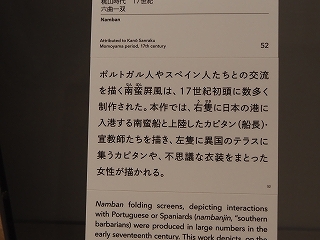 桃山時代 17世紀
六曲一双
Namban
Attributed to Kanō Sanraku
Momoyama period, 17th century
52
ポルトガル人やスペイン人たちとの交流
を描く南蛮屏風は、17世紀初頭に数多く
制作された。本作では、右隻に日本の港に
入港する南蛮船と上陸したカピタン(船長)・
宣教師たちを描き、左隻に異国のテラスに
集うカピタンや、不思議な衣装をまとった
女性が描かれる。
Namban folding screens, depicting interactions
with Portuguese or Spaniards (nambanjin, "southern
barbarians) were produced in large numbers in the
early seventeenth century. This work depicts, on the